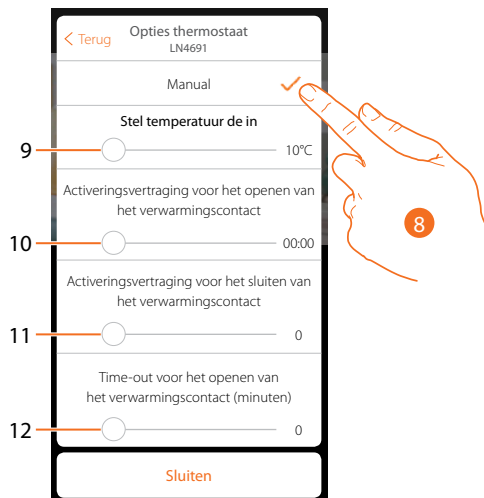 < Terug
Opties thermostaat
LN4691
Manual
8
Stel temperatuur de in
9
10°C
Activeringsvertraging voor het openen van
het verwarmingscontact
10
00:00
Activeringsvertraging voor het sluiten van
het verwarmingscontact
11
0
Time-out voor het openen van
het verwarmingscontact (minuten)
12
0
Sluiten